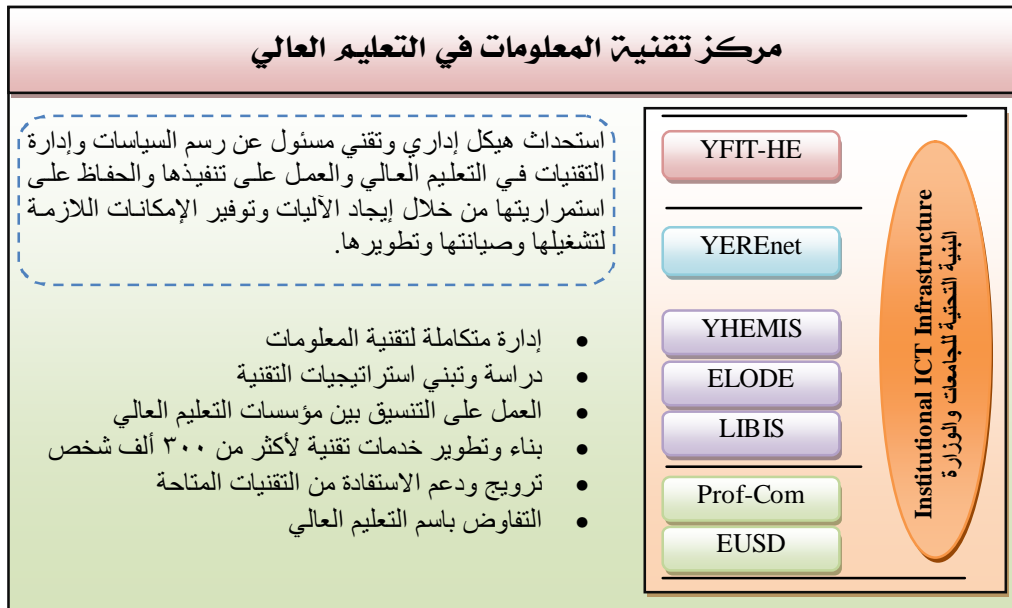 مركز تقنية المعلومات في التعليم العالي
استحداث هيكل إداري وتقني مسئول عن رسم السياسات وإدارة
التقنيات في التعليم العالي والعمل على تنفيذها والحفاظ على
استمراريتها من خلال إيجاد الآليات وتوفير الإمكانات اللازمة
لتشغيلها وصيانتها وتطويرها.
• إدارة متكاملة لتقنية المعلومات
• دراسة وتبني استراتيجيات التقنية
• العمل على التنسيق بين مؤسسات التعليم العالي
• بناء وتطوير خدمات تقنية لأكثر من ٣٠٠ ألف شخص
• ترويج ودعم الاستفادة من التقنيات المتاحة
• التفاوض باسم التعليم العالي
YFIT-HE
YEREnet
YHEMIS
ELODE
LIBIS
Prof-Com
EUSD
Institutional ICT Infrastructure
البنية التحتية للجامعات والوزارة